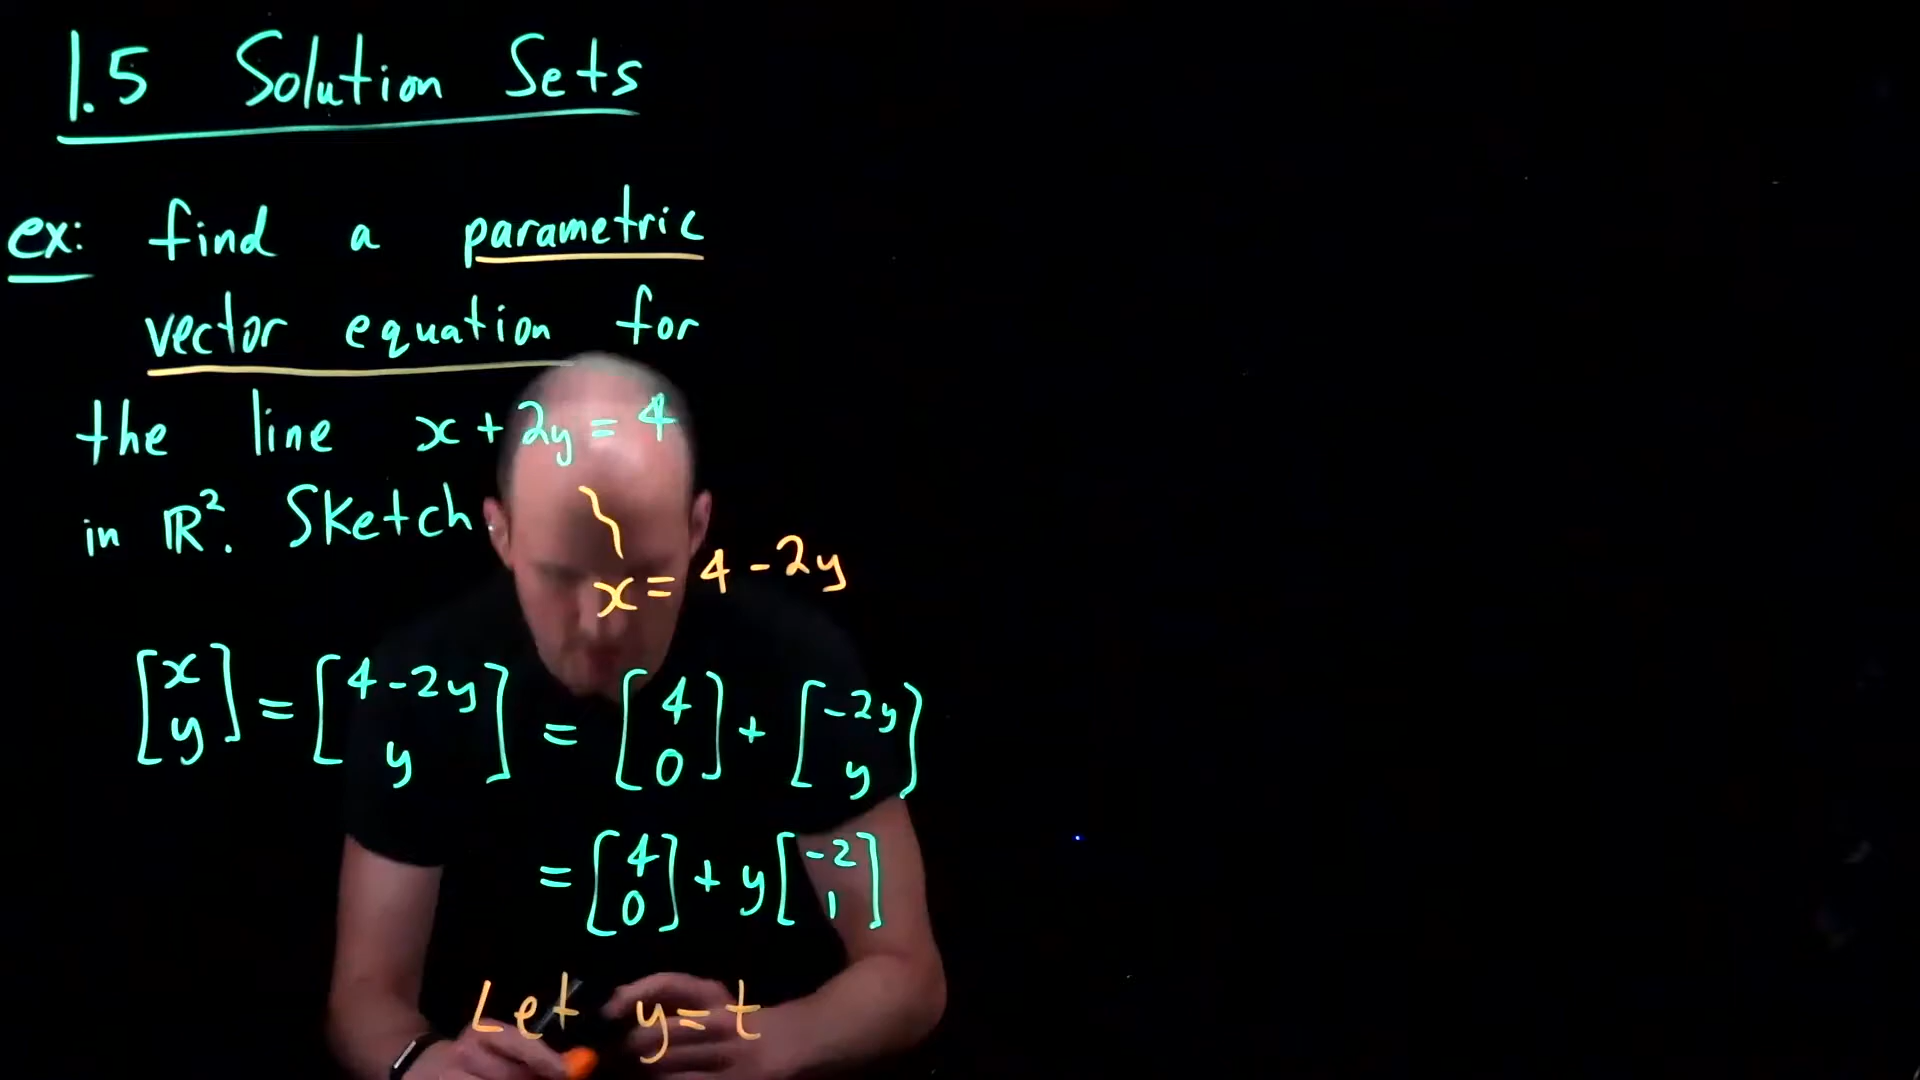 1.5 Solution Sets
ex: find a parametric
vector equation for
the line x + 2y = 4
in ℝ². Sketch.
x = 4 - 2y
[x y] = [4-2y y] = [4 0] + [-2y y]
= [4 0] + y [-2 1]
Let y = t